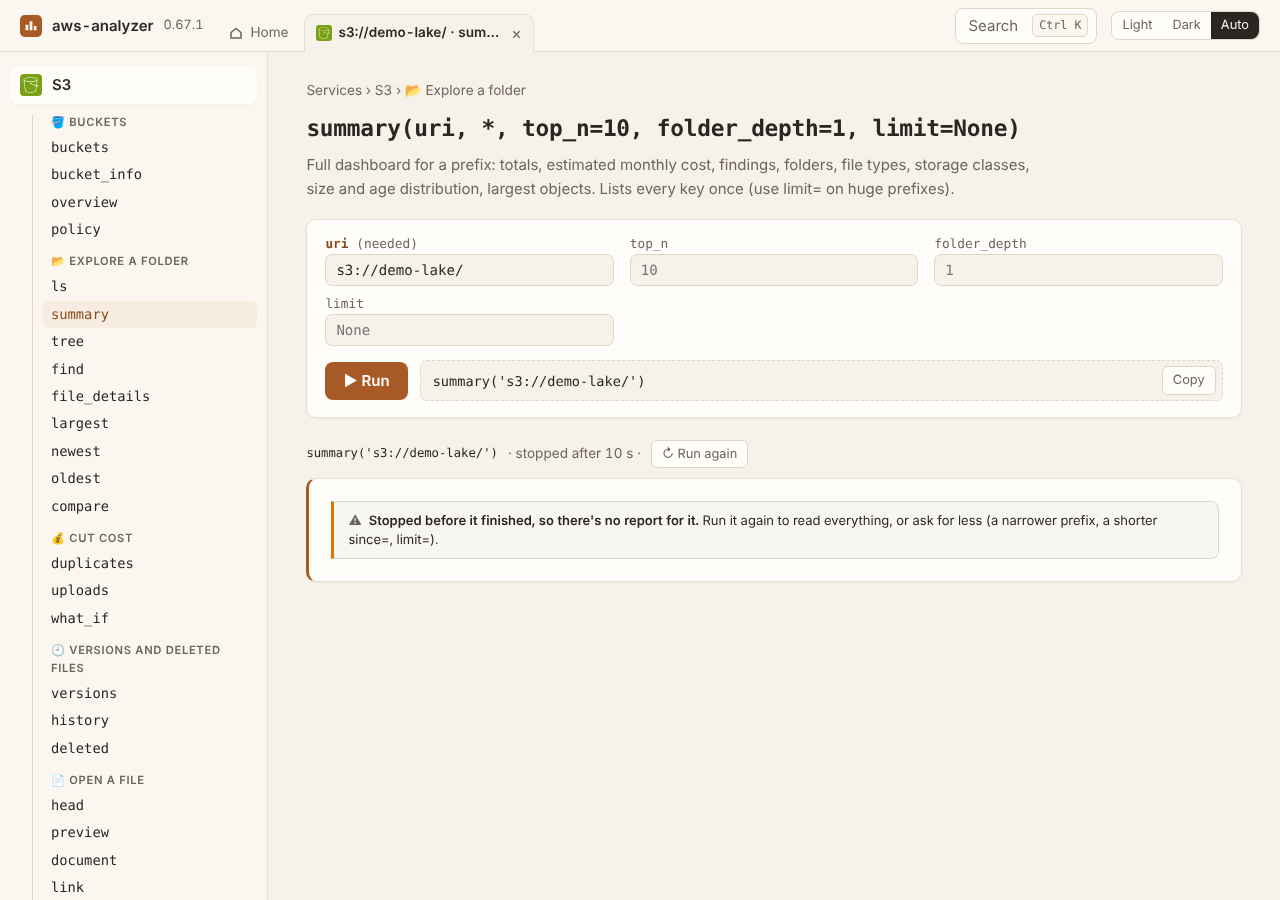 aws-analyzer 0.67.1
Home
s3://demo-lake/ · sum... ×
Search Ctrl K
Light Dark Auto
S3
BUCKETS
buckets
bucket_info
overview
policy
EXPLORE A FOLDER
ls
summary
tree
find
file_details
largest
newest
oldest
compare
CUT COST
duplicates
uploads
what_if
VERSIONS AND DELETED
FILES
versions
history
deleted
OPEN A FILE
head
preview
document
link
Services › S3 › 📂 Explore a folder
summary(uri, *, top_n=10, folder_depth=1, limit=None)
Full dashboard for a prefix: totals, estimated monthly cost, findings, folders, file types, storage classes,
size and age distribution, largest objects. Lists every key once (use limit= on huge prefixes).
uri (needed) top_n folder_depth
s3://demo-lake/ 10 1
limit
None
▶ Run summary('s3://demo-lake/') Copy
summary('s3://demo-lake/') · stopped after 10 s · ↻ Run again
⚠ Stopped before it finished, so there's no report for it. Run it again to read everything, or ask for less (a narrower prefix, a shorter
since=, limit=).